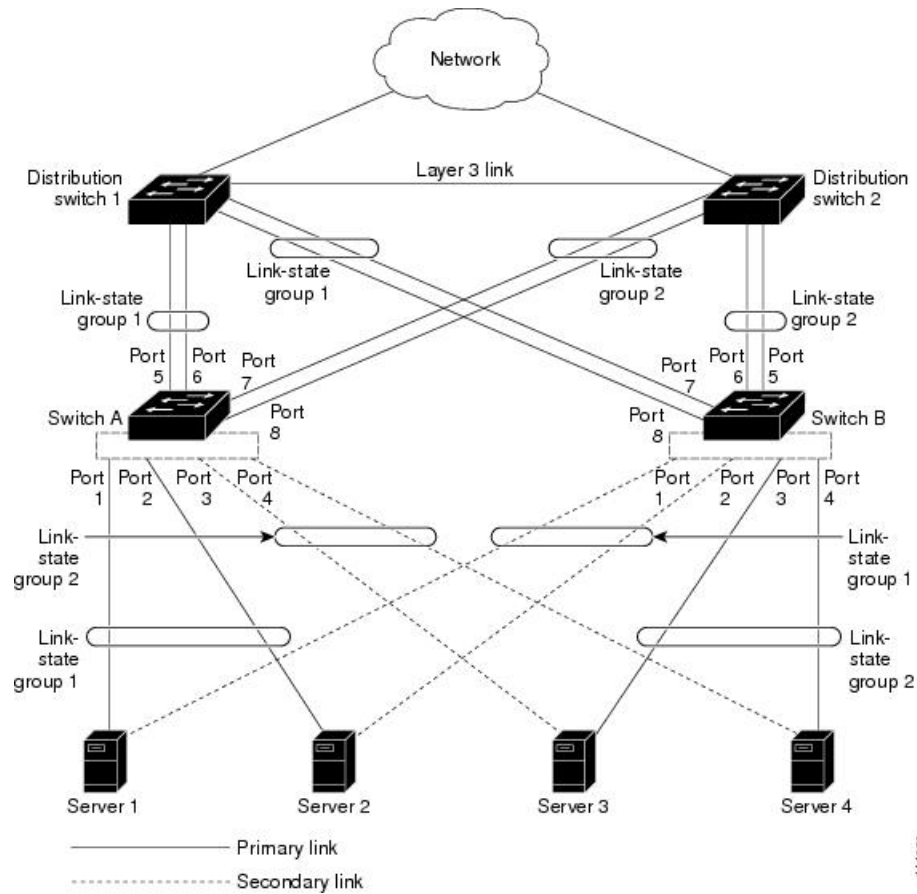 Network
Layer 3 link
Distribution
switch 1
Distribution
switch 2
Link-state
group 1
Link-state
group 2
Link-state
group 1
Link-state
group 2
Port
5
Port
6
Port
7
Port
8
Port
7
Port
6
Port
5
Port
8
Switch A
Switch B
Port
1
Port
2
Port
3
Port
4
Port
1
Port
2
Port
3
Port
4
Link-
state
group 2
Link-
state
group 1
Link-
state
group 1
Link-
state
group 2
Server 1
Server 2
Server 3
Server 4
Primary link
Secondary link